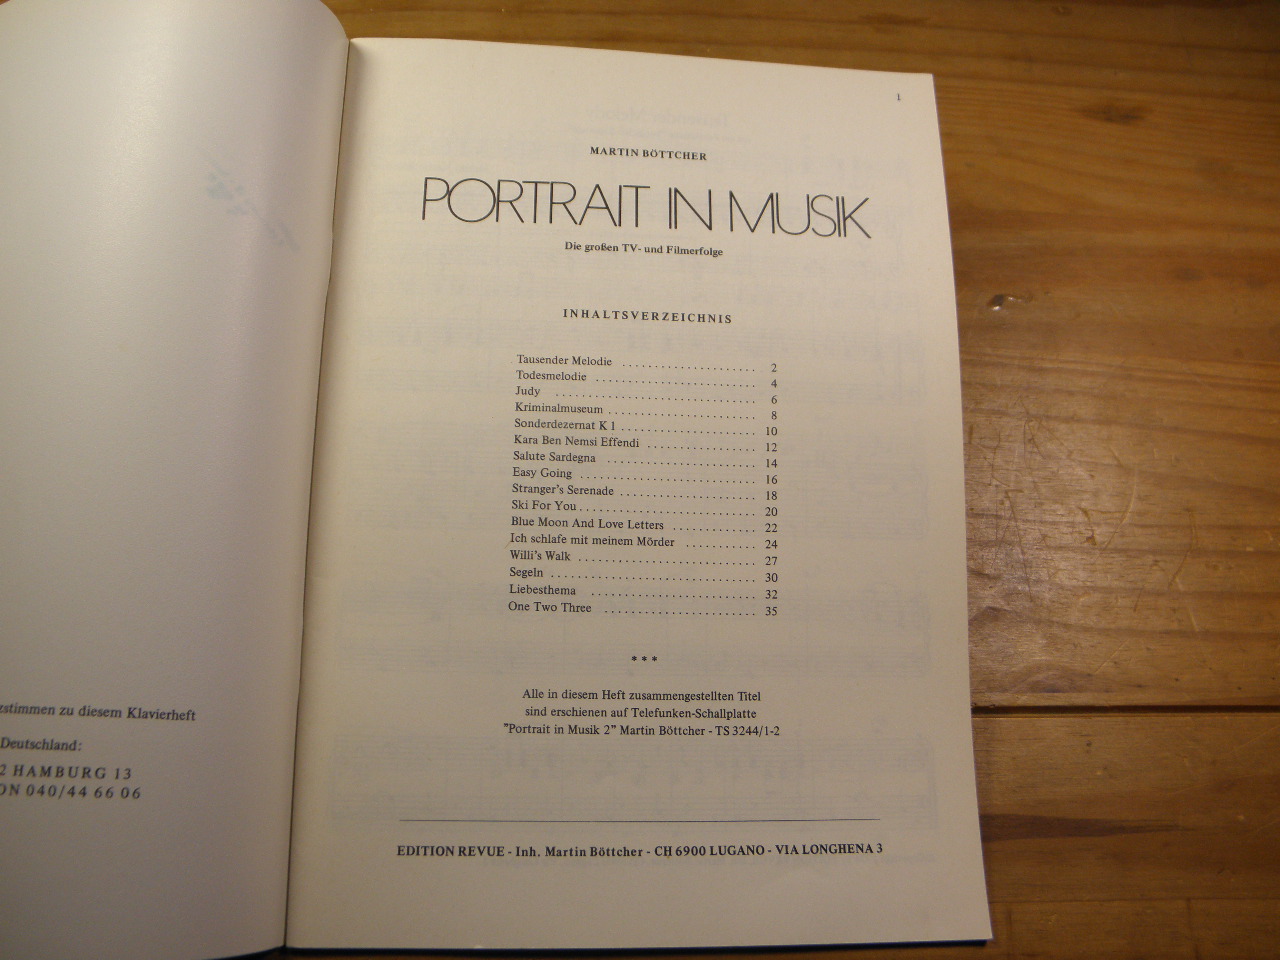 zstimmen zu diesem Klavierheft
Deutschland:
2 HAMBURG 13
ON 040/44 66 06
1
MARTIN BÖTTCHER
PORTRAIT IN MUSIK
Die großen TV- und Filmerfolge
INHALTSVERZEICHNIS
Tausender Melodie . . . . . . . . . . . . . . . . . . . . 2
Todesmelodie . . . . . . . . . . . . . . . . . . . . . . . . 4
Judy . . . . . . . . . . . . . . . . . . . . . . . . . . . . . . 6
Kriminalmuseum . . . . . . . . . . . . . . . . . . . . . . 8
Sonderdezernat K 1 . . . . . . . . . . . . . . . . . . . . 10
Kara Ben Nemsi Effendi . . . . . . . . . . . . . . . . 12
Salute Sardegna . . . . . . . . . . . . . . . . . . . . . . 14
Easy Going . . . . . . . . . . . . . . . . . . . . . . . . . . 16
Stranger's Serenade . . . . . . . . . . . . . . . . . . . . 18
Ski For You . . . . . . . . . . . . . . . . . . . . . . . . . . 20
Blue Moon And Love Letters . . . . . . . . . . . . 22
Ich schlafe mit meinem Mörder . . . . . . . . . . . 24
Willi's Walk . . . . . . . . . . . . . . . . . . . . . . . . . . 27
Segeln . . . . . . . . . . . . . . . . . . . . . . . . . . . . . . 30
Liebesthema . . . . . . . . . . . . . . . . . . . . . . . . 32
One Two Three . . . . . . . . . . . . . . . . . . . . . . 35
* * *
Alle in diesem Heft zusammengestellten Titel
sind erschienen auf Telefunken-Schallplatte
"Portrait in Musik 2" Martin Böttcher - TS 3244/1-2
EDITION REVUE - Inh. Martin Böttcher - CH 6900 LUGANO - VIA LONGHENA 3